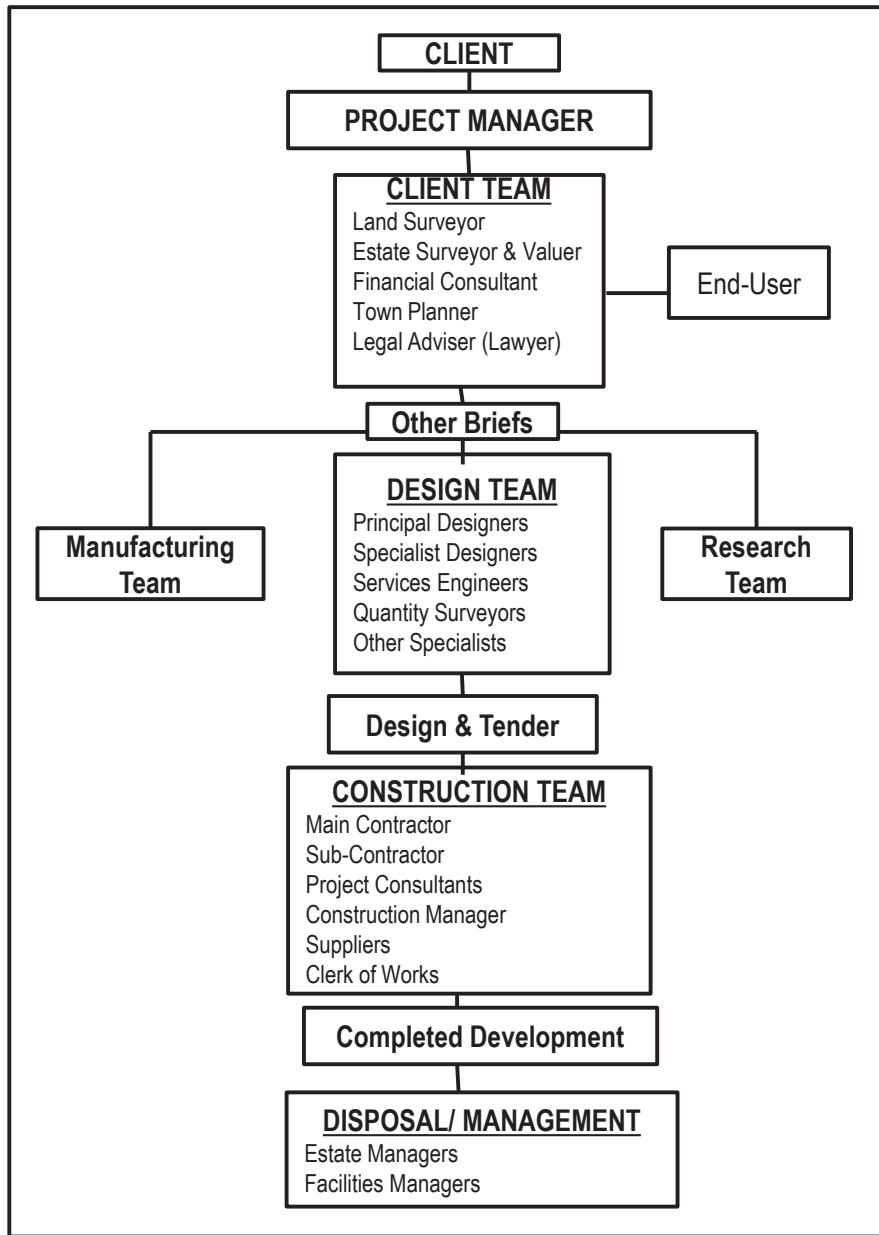 CLIENT
PROJECT MANAGER
CLIENT TEAM
Land Surveyor
Estate Surveyor & Valuer
Financial Consultant
Town Planner
Legal Adviser (Lawyer)
End-User
Other Briefs
Manufacturing
Team
DESIGN TEAM
Principal Designers
Specialist Designers
Services Engineers
Quantity Surveyors
Other Specialists
Research
Team
Design & Tender
CONSTRUCTION TEAM
Main Contractor
Sub-Contractor
Project Consultants
Construction Manager
Suppliers
Clerk of Works
Completed Development
DISPOSAL/ MANAGEMENT
Estate Managers
Facilities Managers